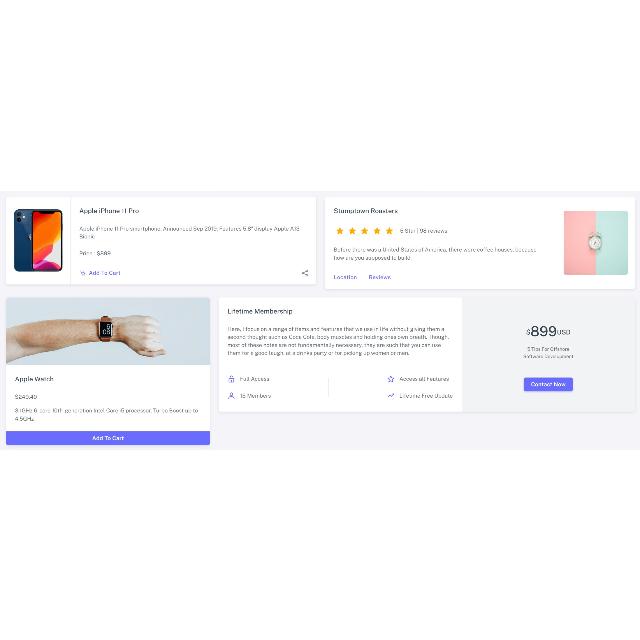 Apple iPhone 11 Pro
Apple iPhone 11 Pro smartphone. Announced Sep 2019. Features 5.8″ display Apple A13
Bionic
Price : $899
Add To Cart
Stumptown Roasters
5 Star | 98 reviews
Before there was a United States of America, there were coffee houses, because
how are you supposed to build
Location
Reviews
Apple Watch
$249.40
3.1GHz 6-core 10th-generation Intel Core i5 processor, Turbo Boost up to
4.5GHz
Add To Cart
Lifetime Membership
Here, I focus on a range of items and features that we use in life without giving them a
second thought such as Coca Cola, body muscles and holding ones own breath. Though,
most of these notes are not fundamentally necessary, they are such that you can use
them for a good laugh, at a drinks party or for picking up women or men.
Full Access
Access all Features
15 Members
Lifetime Free Update
$899USD
5 Tips For Offshore
Software Development
Contact Now